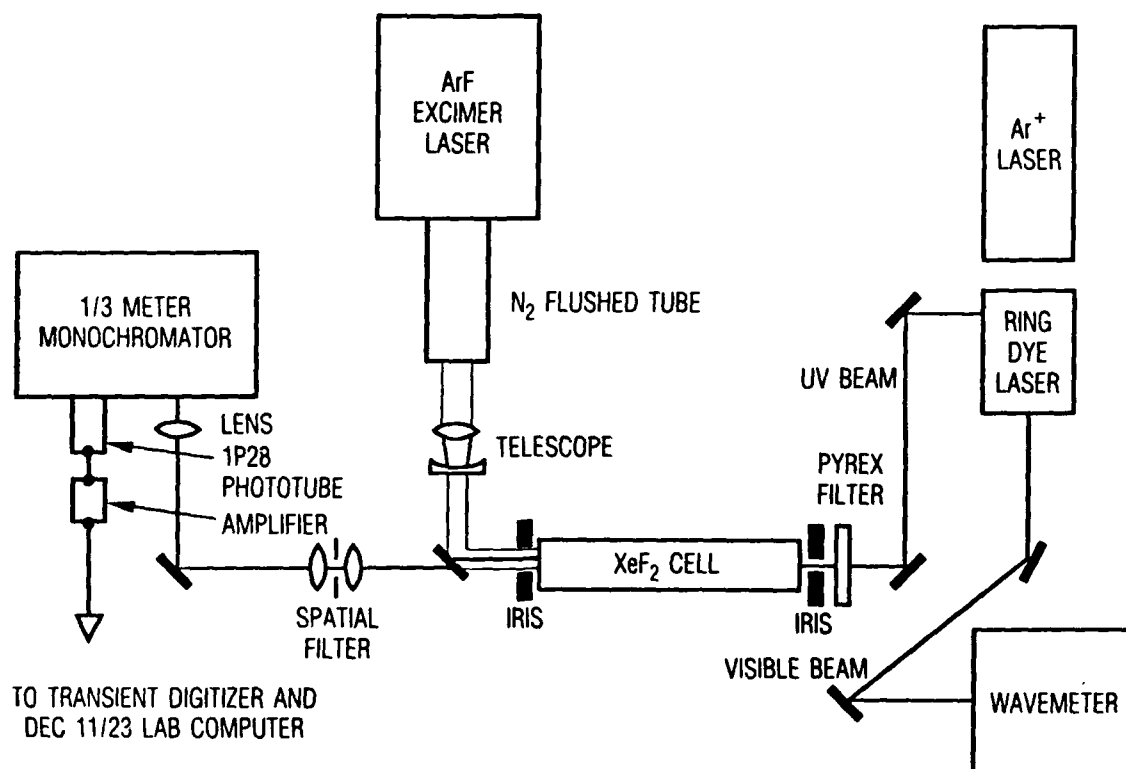 ArF
EXCIMER
LASER
Ar+
LASER
1/3 METER
MONOCHROMATOR
N2 FLUSHED TUBE
RING
DYE
LASER
UV BEAM
LENS
1P28
PHOTOTUBE
AMPLIFIER
TELESCOPE
PYREX
FILTER
XeF2 CELL
SPATIAL
FILTER
IRIS
IRIS
VISIBLE BEAM
WAVEMETER
TO TRANSIENT DIGITIZER AND
DEC 11/23 LAB COMPUTER